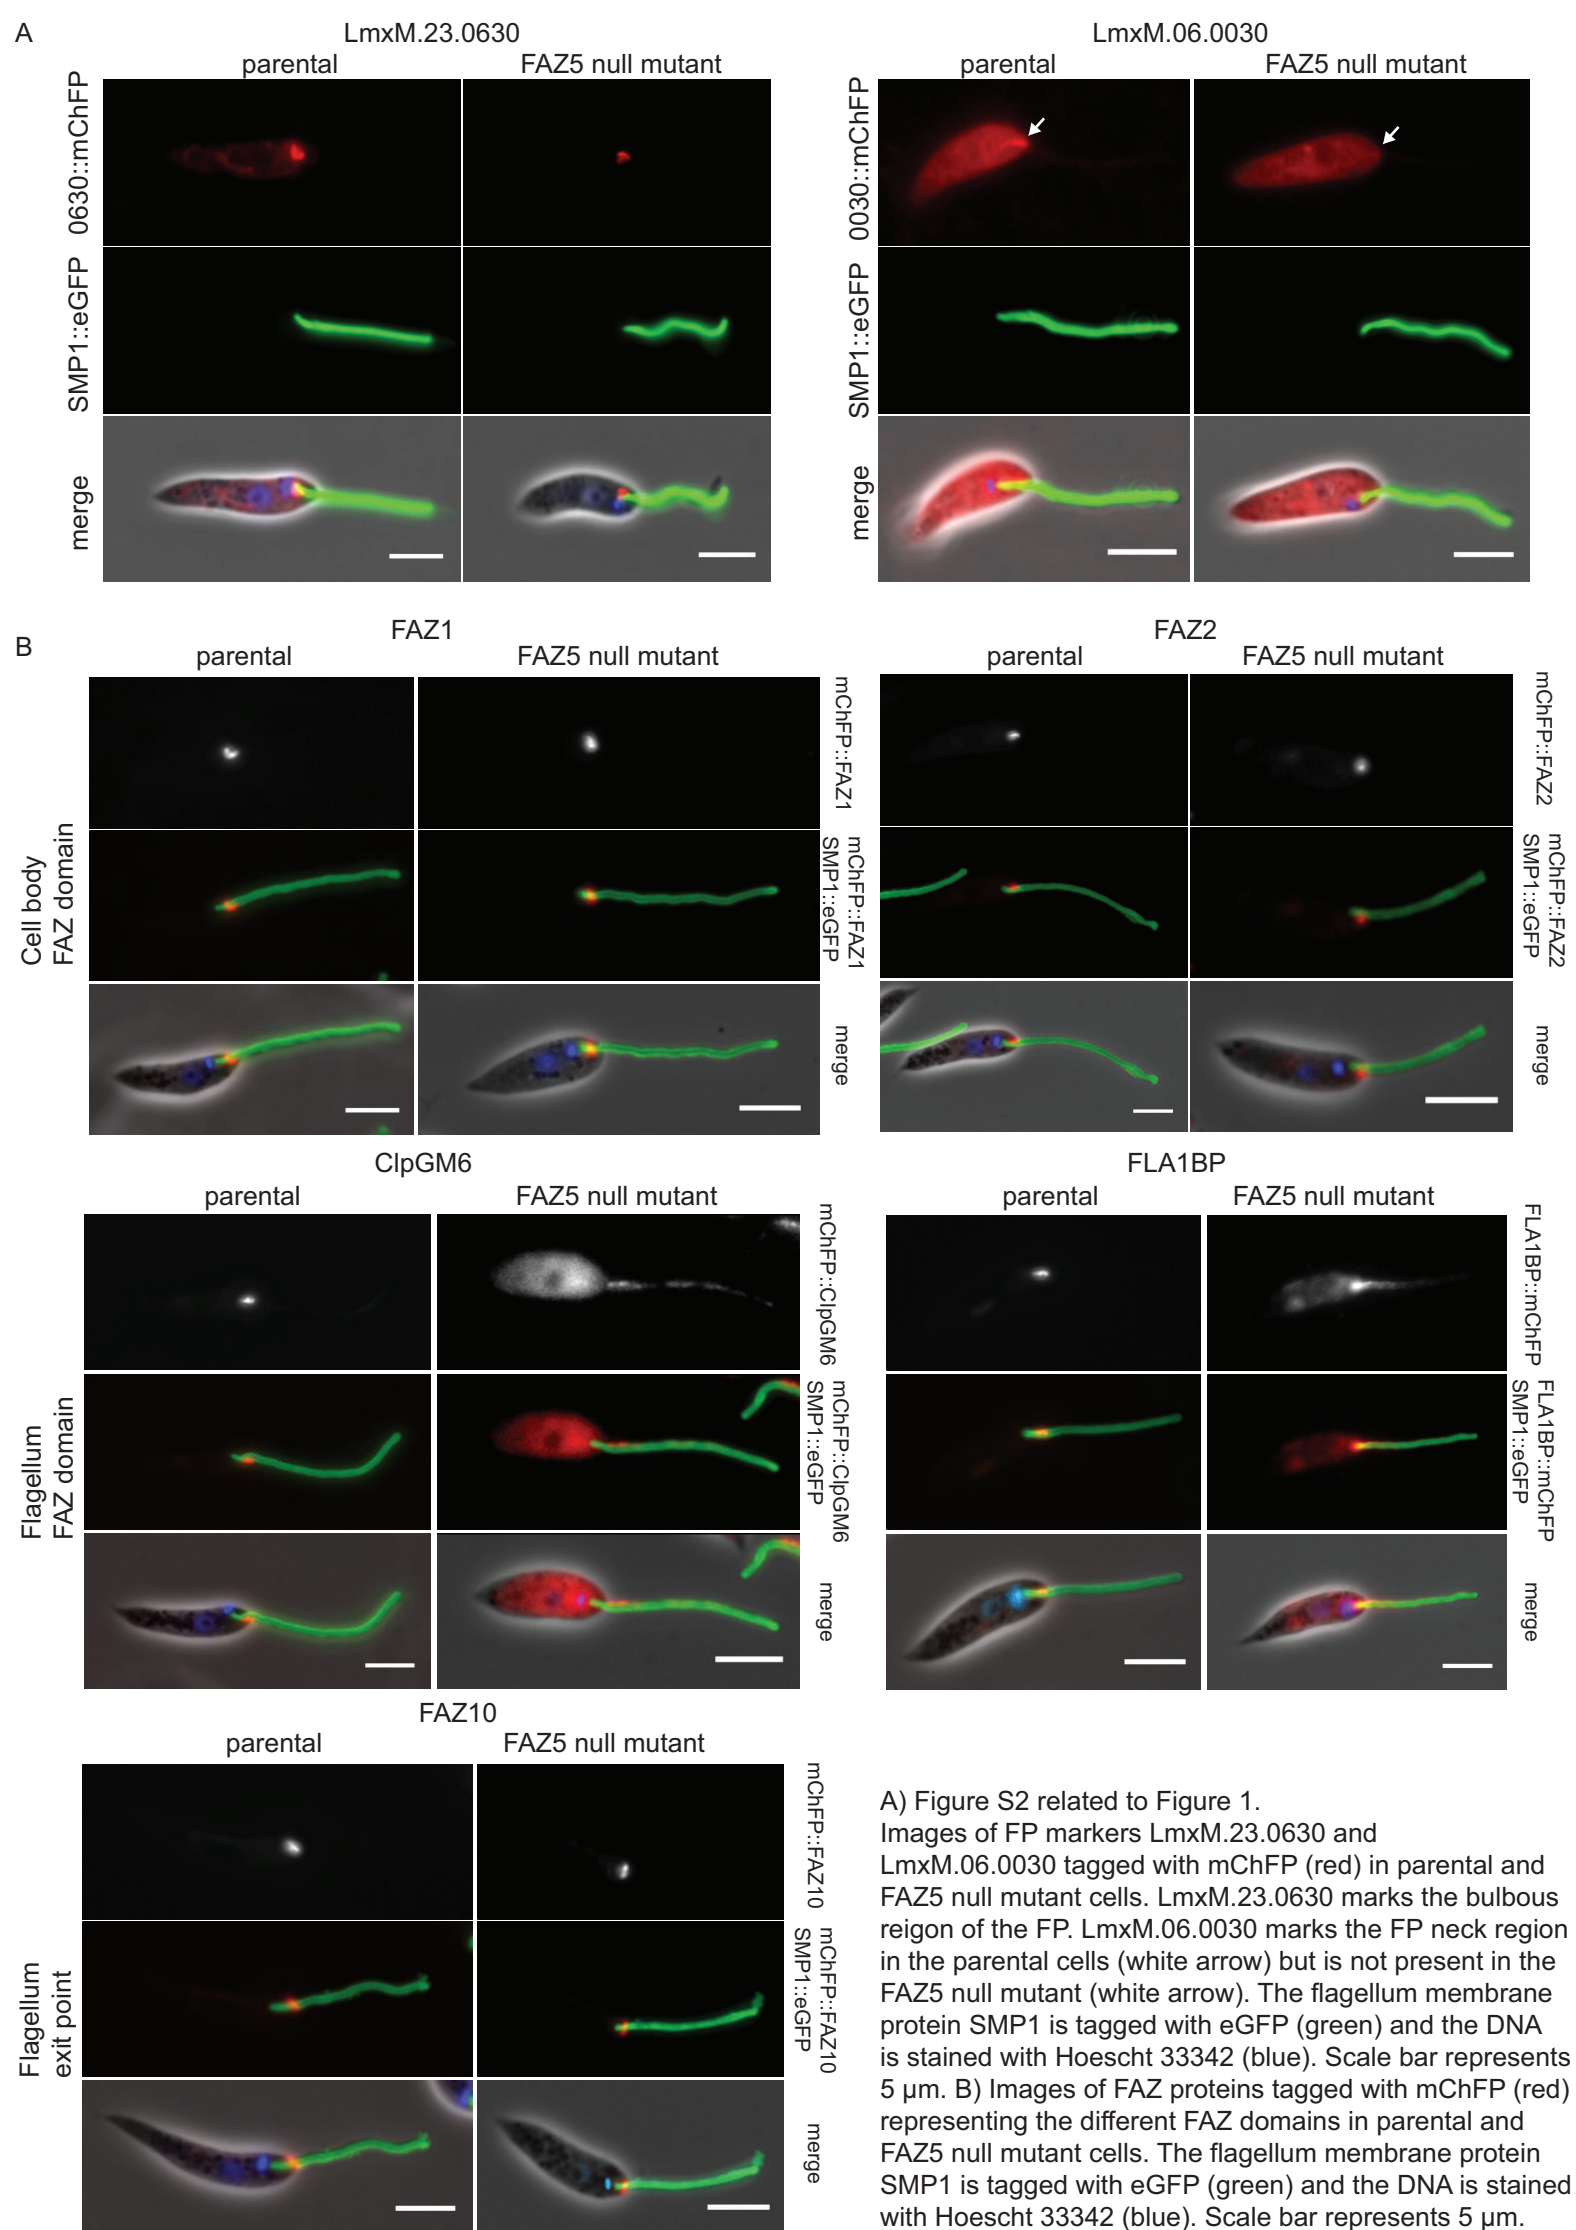 A
LmxM.23.0630
parental
FAZ5 null mutant
0630::mChFP
SMP1::eGFP
merge
LmxM.06.0030
parental
FAZ5 null mutant
0030::mChFP
SMP1::eGFP
merge
B
FAZ1
parental
FAZ5 null mutant
Cell body
FAZ domain
mChFP::FAZ1
mChFP::FAZ1
SMP1::eGFP
merge
FAZ2
parental
FAZ5 null mutant
mChFP::FAZ2
mChFP::FAZ2
SMP1::eGFP
merge
ClpGM6
parental
FAZ5 null mutant
Flagellum
FAZ domain
mChFP::ClpGM6
mChFP::ClpGM6
SMP1::eGFP
merge
FLA1BP
parental
FAZ5 null mutant
FLA1BP::mChFP
FLA1BP::mChFP
SMP1::eGFP
merge
FAZ10
parental
FAZ5 null mutant
Flagellum
exit point
mChFP::FAZ10
mChFP::FAZ10
SMP1::eGFP
merge
A) Figure S2 related to Figure 1.
Images of FP markers LmxM.23.0630 and
LmxM.06.0030 tagged with mChFP (red) in parental and
FAZ5 null mutant cells. LmxM.23.0630 marks the bulbous
reigon of the FP. LmxM.06.0030 marks the FP neck region
in the parental cells (white arrow) but is not present in the
FAZ5 null mutant (white arrow). The flagellum membrane
protein SMP1 is tagged with eGFP (green) and the DNA
is stained with Hoescht 33342 (blue). Scale bar represents
5 µm. B) Images of FAZ proteins tagged with mChFP (red)
representing the different FAZ domains in parental and
FAZ5 null mutant cells. The flagellum membrane protein
SMP1 is tagged with eGFP (green) and the DNA is stained
with Hoescht 33342 (blue). Scale bar represents 5 µm.